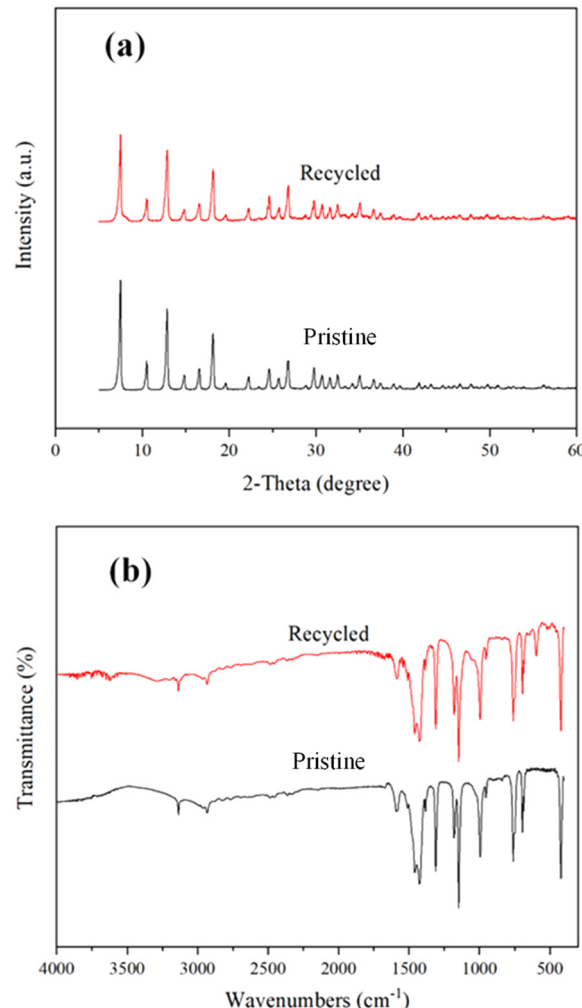 (a)
Recycled
Pristine
Intensity (a.u.)
0 10 20 30 40 50 60
2-Theta (degree)
(b)
Recycled
Pristine
Transmittance (%)
4000 3500 3000 2500 2000 1500 1000 500
Wavenumbers (cm⁻¹)